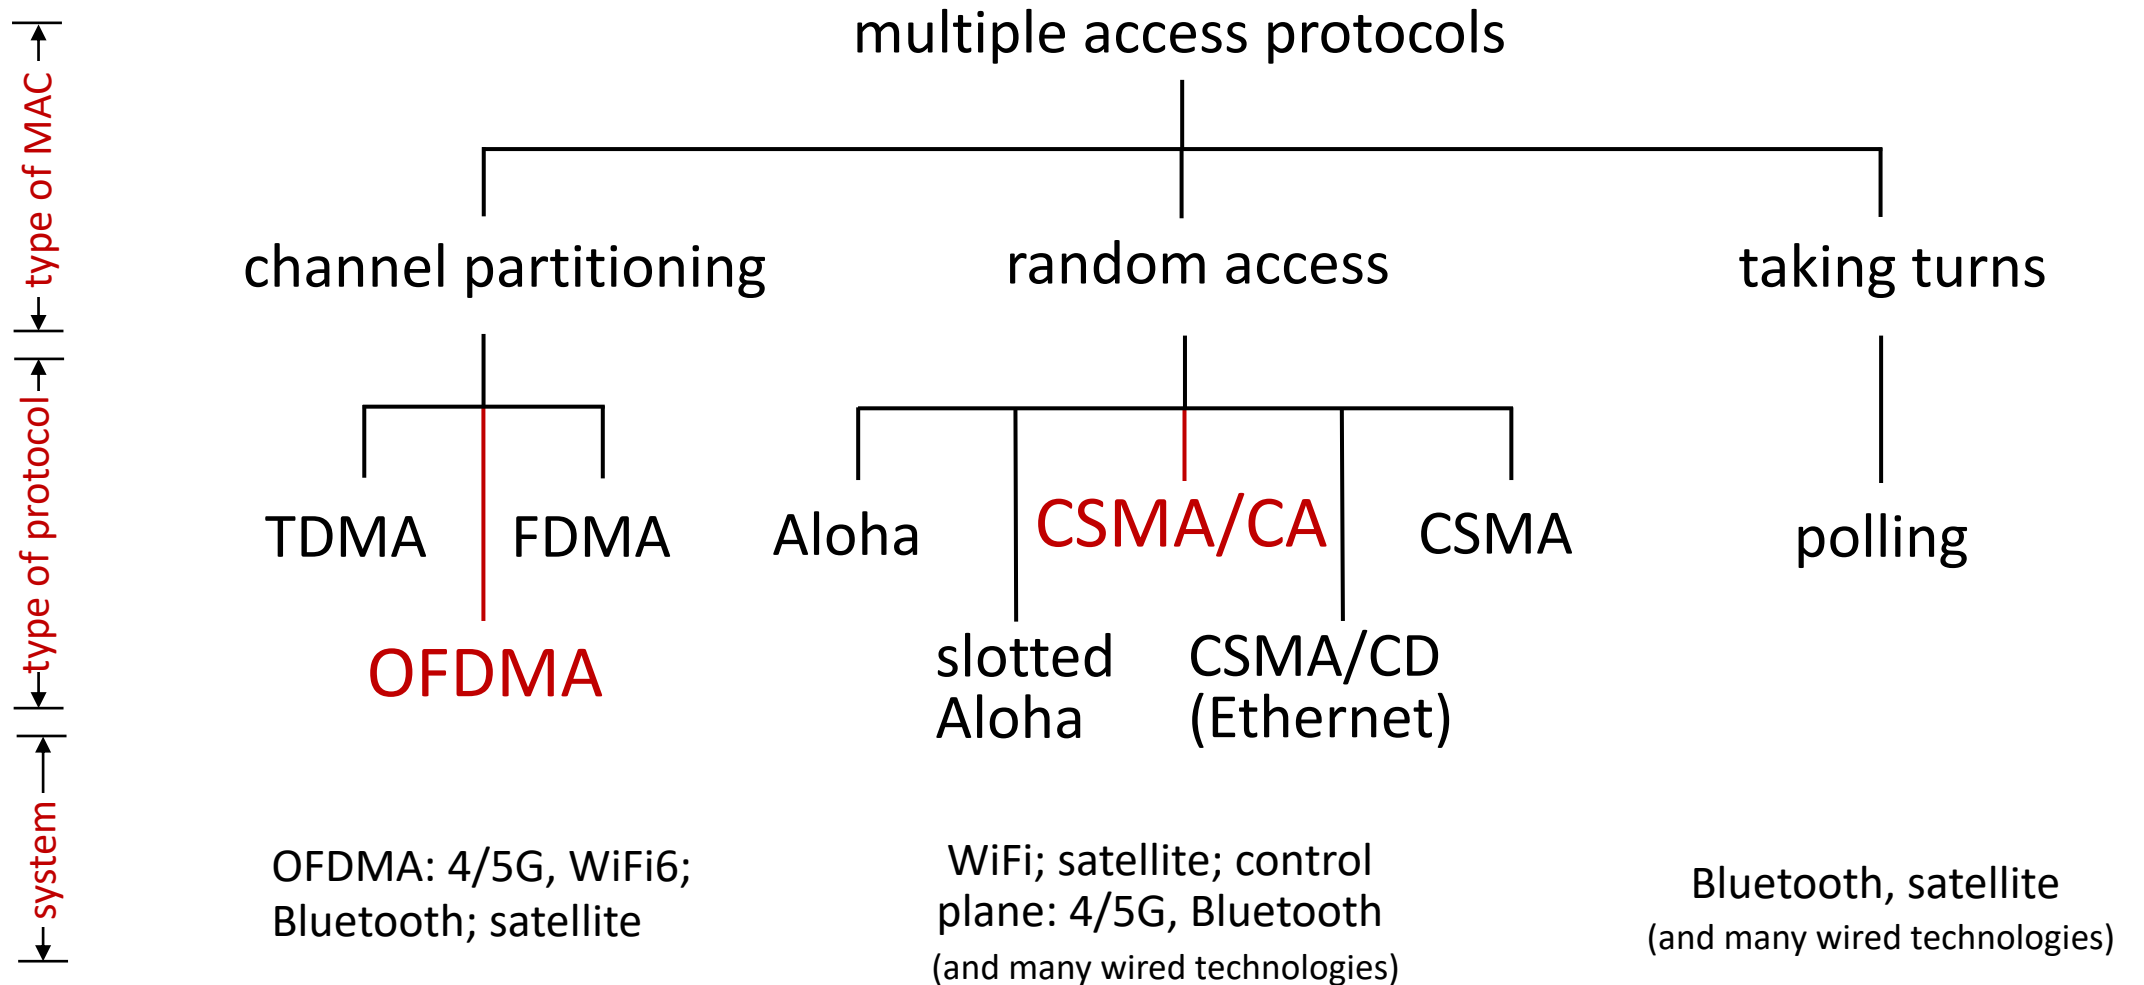 multiple access protocols
type of MAC
channel partitioning
random access
taking turns
type of protocol
TDMA
FDMA
Aloha
CSMA/CA
CSMA
polling
OFDMA
slotted
Aloha
CSMA/CD
(Ethernet)
system
OFDMA: 4/5G, WiFi6;
Bluetooth; satellite
WiFi; satellite; control
plane: 4/5G, Bluetooth
(and many wired technologies)
Bluetooth, satellite
(and many wired technologies)